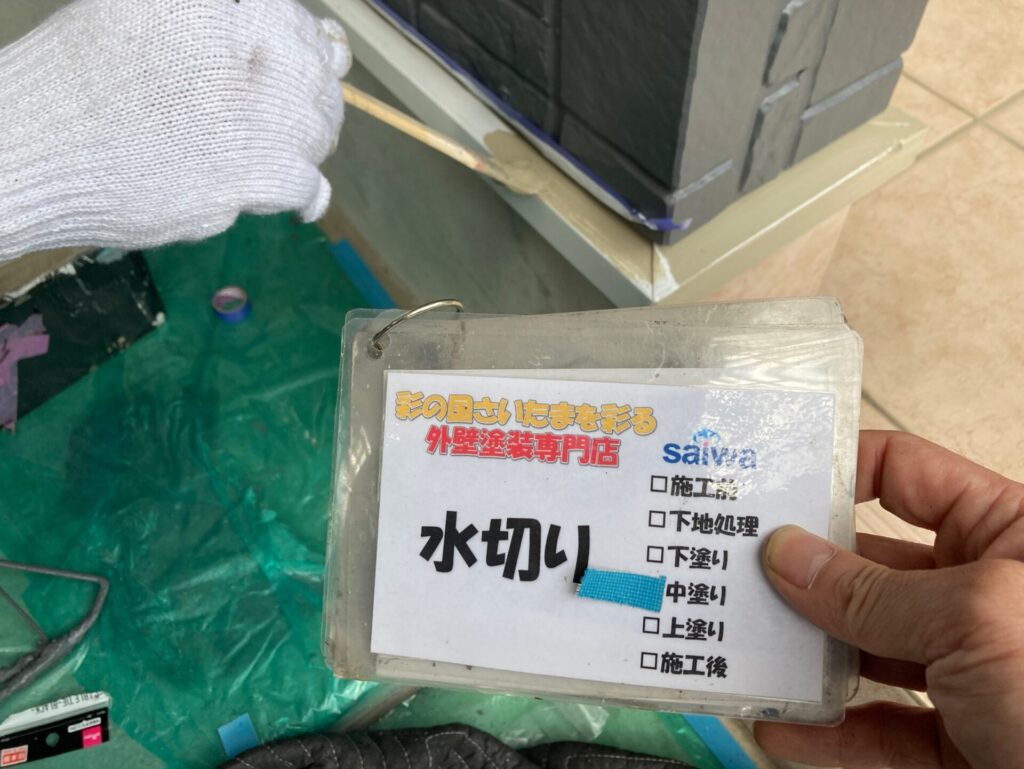 彩の国さいたまを彩る
外壁塗装専門店
saiwa
水切り
□施工前
□下地処理
□下塗り
中塗り
□上塗り
□施工後